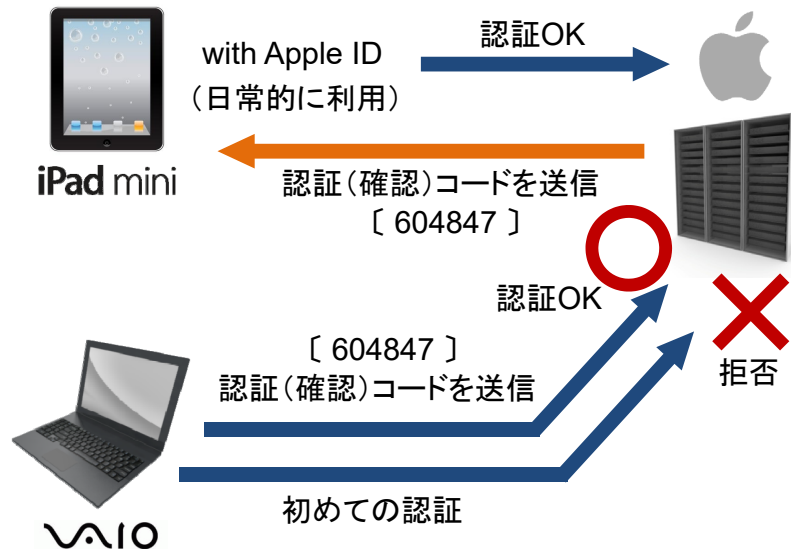 with Apple ID
（日常的に利用）
認証OK
iPad mini
認証（確認）コードを送信
〔 604847 〕
認証OK
拒否
〔 604847 〕
認証（確認）コードを送信
初めての認証
VAIO